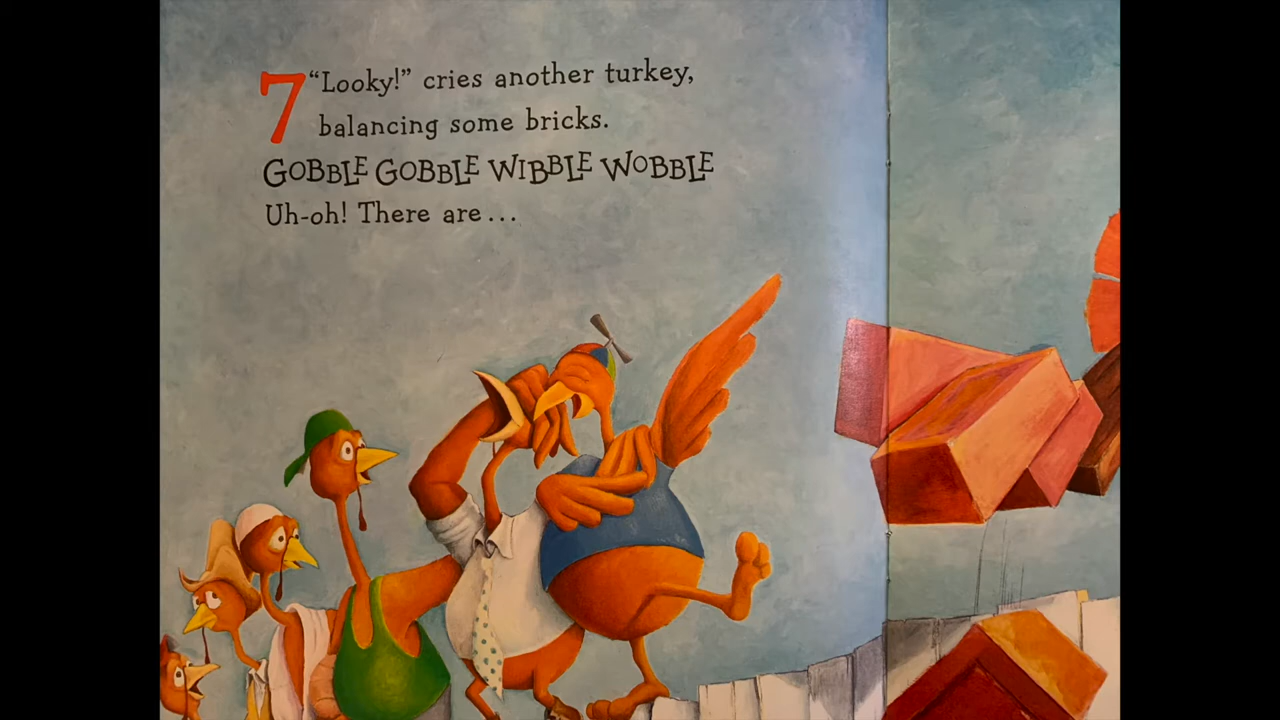 7 “Looky!” cries another turkey,
balancing some bricks.
GOBBLE GOBBLE WIBBLE WOBBLE
Uh-oh! There are...